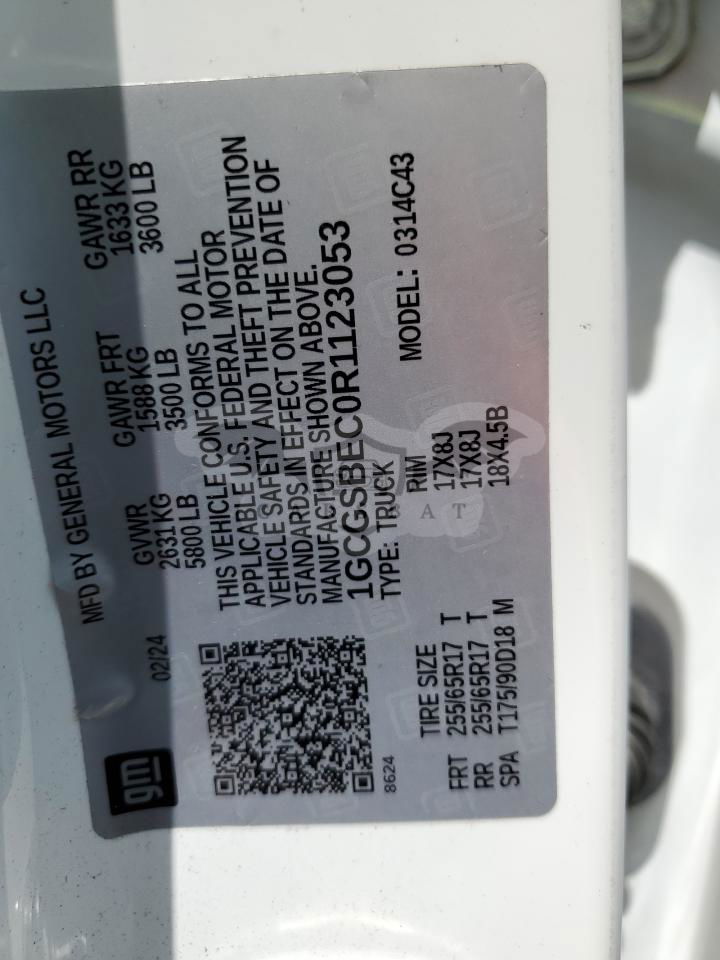 gm
MFD BY GENERAL MOTORS LLC
02/24
GVWR GAWR FRT GAWR RR
2631 KG 1588 KG 1633 KG
5800 LB 3500 LB 3600 LB
THIS VEHICLE CONFORMS TO ALL
APPLICABLE U.S. FEDERAL MOTOR
VEHICLE SAFETY AND THEFT PREVENTION
STANDARDS IN EFFECT ON THE DATE OF
MANUFACTURE SHOWN ABOVE.
1GCGSBEC0R1123053
8624
TYPE: TRUCK MODEL: 0314C43
TIRE SIZE RIM
FRT 255/65R17 T 17X8J
RR 255/65R17 T 17X8J
SPA T175/90D18 M 18X4.5B